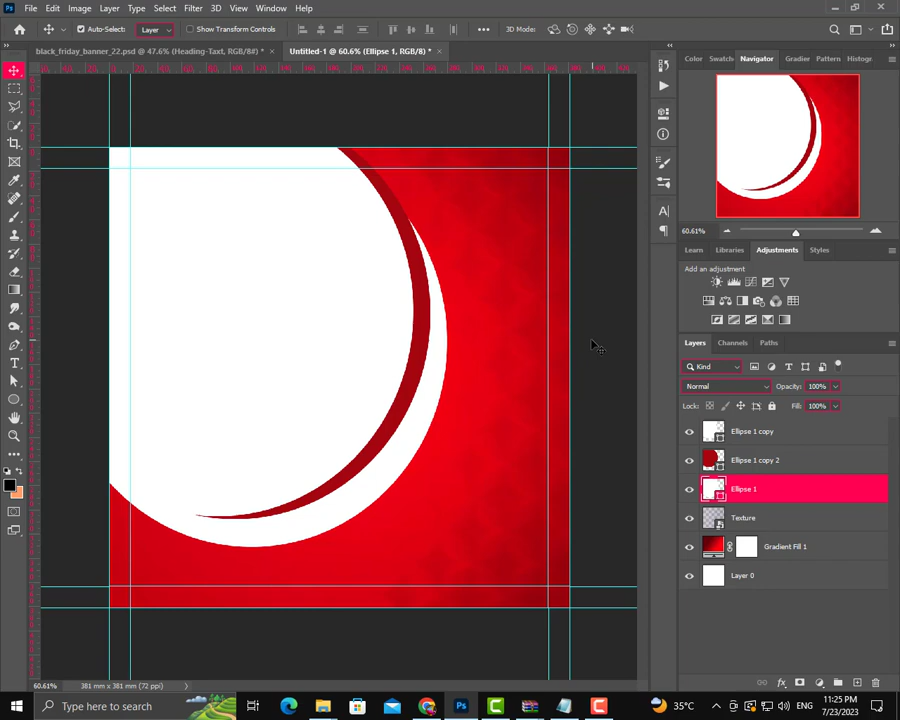 File Edit Image Layer Type Select Filter 3D View Window Help
Auto-Select: Layer Show Transform Controls 3D Mode:
black_friday_banner_22.psd @ 47.6% (Heading-Taxt, RGB/8#) * ×
Untitled-1 @ 60.6% (Ellipse 1, RGB/8) * ×
Color Swatch Navigator Gradier Pattern Histogr
60.61%
Learn Libraries Adjustments Styles
Add an adjustment
Layers Channels Paths
Kind
Normal Opacity: 100%
Lock: Fill: 100%
Ellipse 1 copy
Ellipse 1 copy 2
Ellipse 1
Texture
Gradient Fill 1
Layer 0
60.61% 381 mm x 381 mm (72 ppi)
Type here to search
35°C
ENG
11:25 PM
7/23/2023